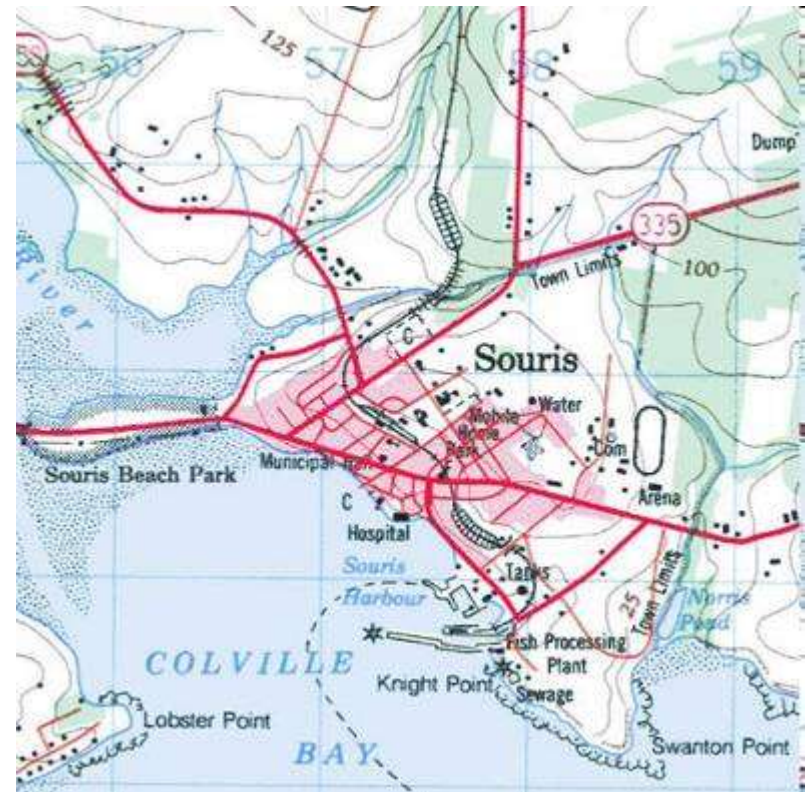 56
57
58
59
125
Dump
335
River
Town Limits
100
C
Souris
Mobile
Home
Park
Water
Com
Souris Beach Park
Municipal
Arena
C
Hospital
Souris
Harbour
Tanks
25
Town Limits
Norris
Pond
Fish Processing
Plant
COLVILLE
Knight Point
Sewage
Lobster Point
BAY
Swanton Point